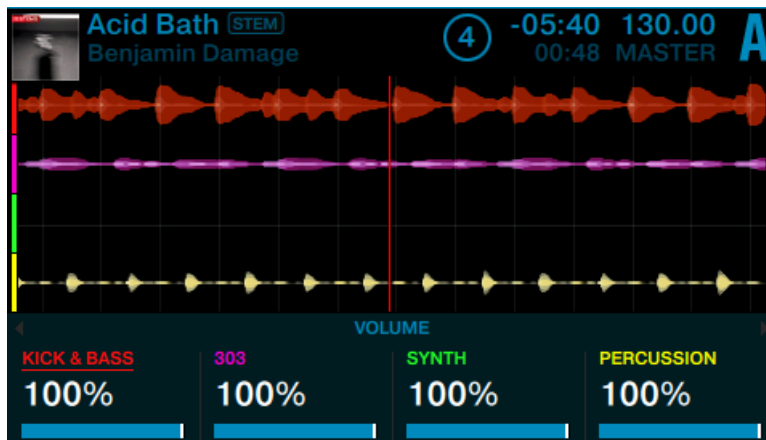 Acid Bath STEM
4
-05:40 130.00
A
Benjamin Damage
00:48 MASTER
VOLUME
KICK & BASS 303 SYNTH PERCUSSION
100% 100% 100% 100%